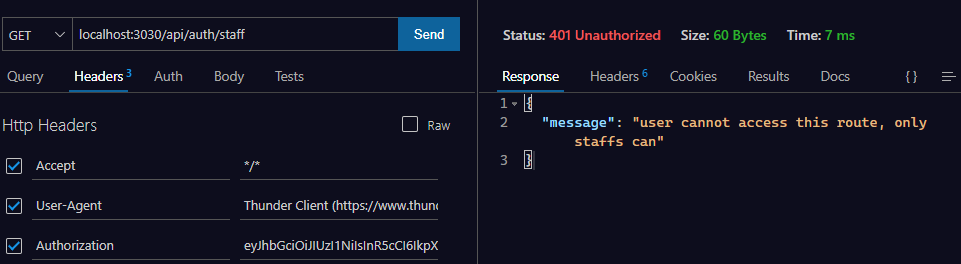 GET localhost:3030/api/auth/staff Send
Query Headers 3 Auth Body Tests
Http Headers Raw
Accept */*
User-Agent Thunder Client (https://www.thund
Authorization eyJhbGciOiJIUzI1NiIsInR5cCI6IkpX
Status: 401 Unauthorized Size: 60 Bytes Time: 7 ms
Response Headers 6 Cookies Results Docs {}
1 {
2 "message": "user cannot access this route, only
staffs can"
3 }